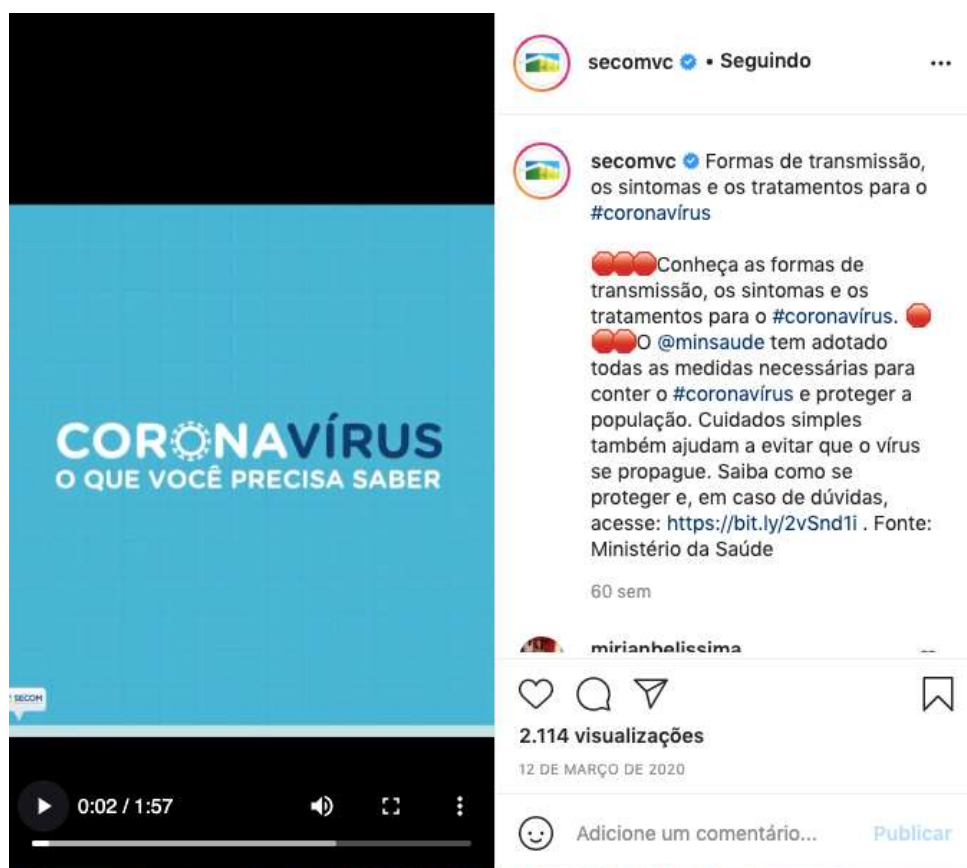 secomvc • Seguindo
secomvc Formas de transmissão,
os sintomas e os tratamentos para o
#coronavírus
Conheça as formas de
transmissão, os sintomas e os
tratamentos para o #coronavírus.
O @minsaude tem adotado
todas as medidas necessárias para
conter o #coronavírus e proteger a
população. Cuidados simples
também ajudam a evitar que o vírus
se propague. Saiba como se
proteger e, em caso de dúvidas,
acesse: https://bit.ly/2vSnd1i . Fonte:
Ministério da Saúde
60 sem
mirianbelissima
2.114 visualizações
12 DE MARÇO DE 2020
Adicione um comentário... Publicar
CORONAVÍRUS
O QUE VOCÊ PRECISA SABER
SECOM
0:02 / 1:57